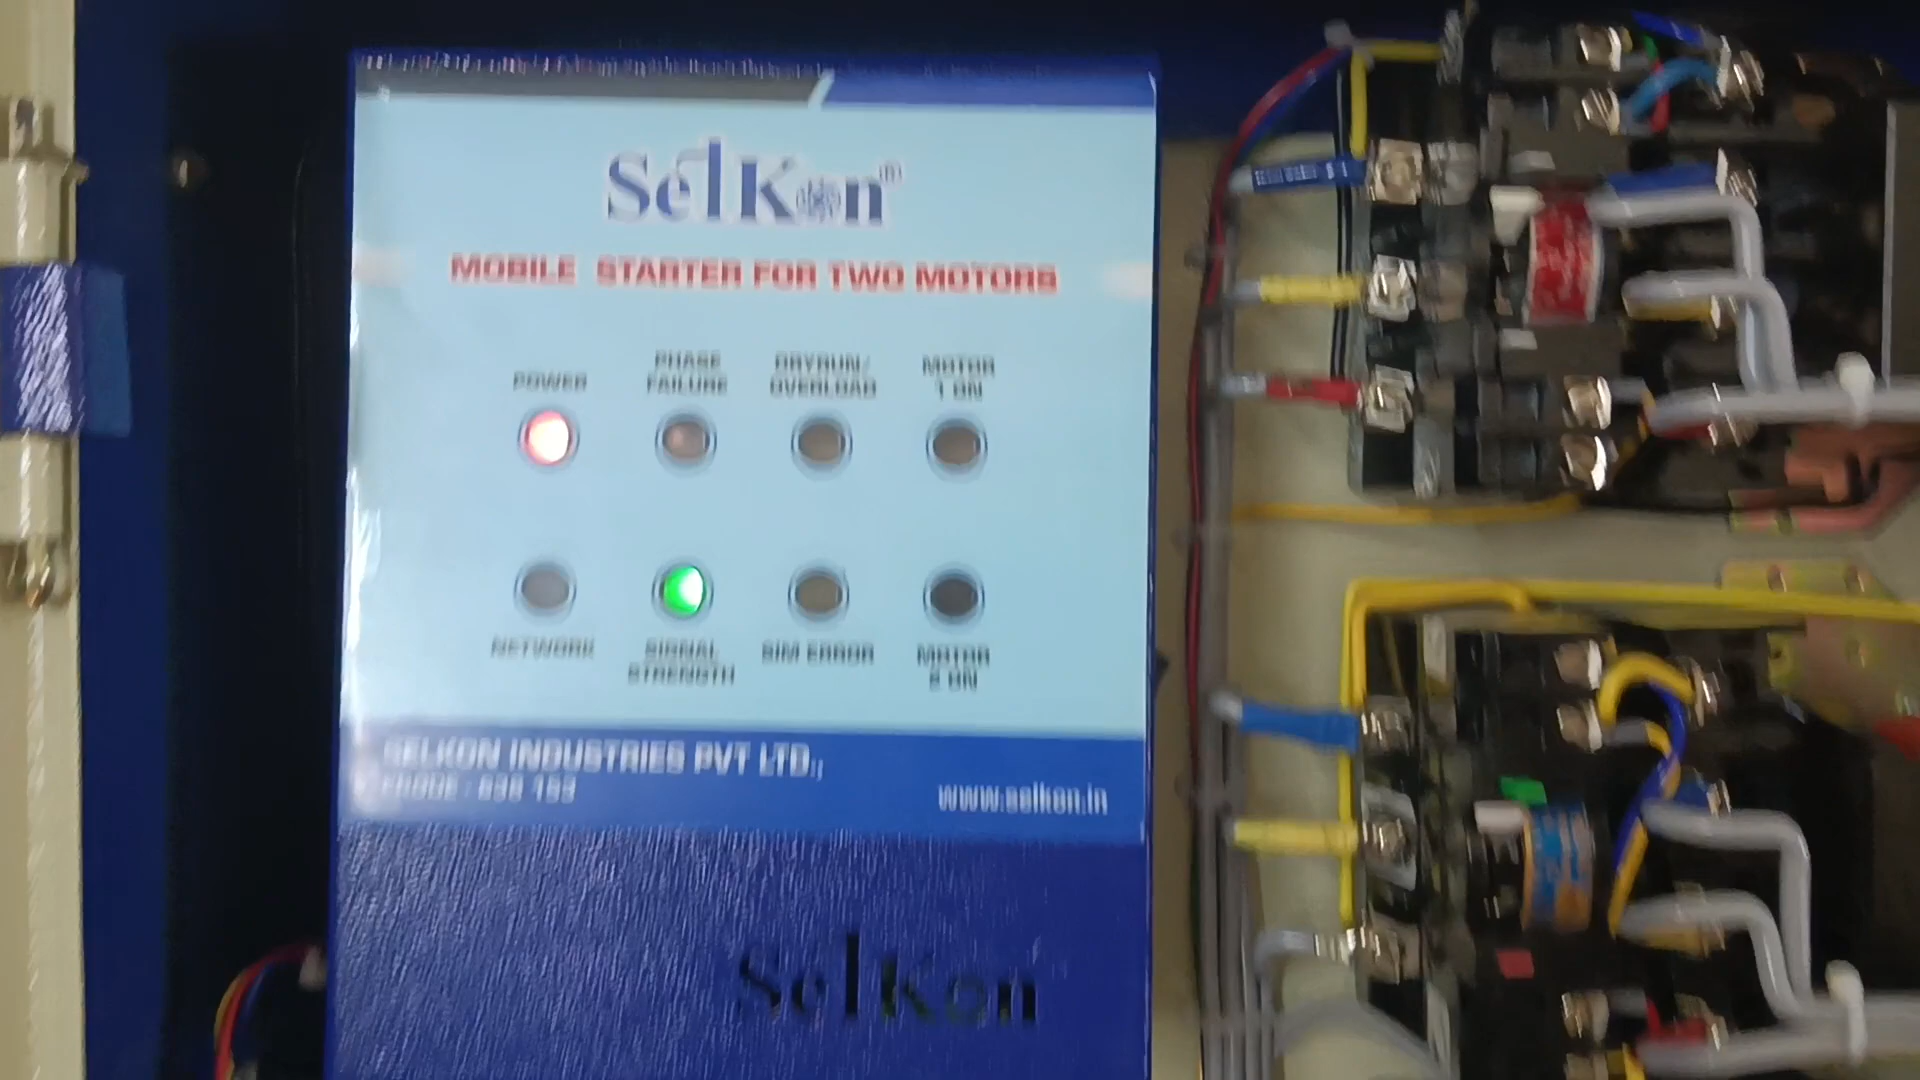 SelKon®
MOBILE STARTER FOR TWO MOTORS
POWER
PHASE FAILURE
DRYRUN/ OVERLOAD
MOTOR 1 ON
NETWORK
SIGNAL STRENGTH
SIM ERROR
MOTOR 2 ON
SELKON INDUSTRIES PVT LTD.,
www.selkon.in
SelKon